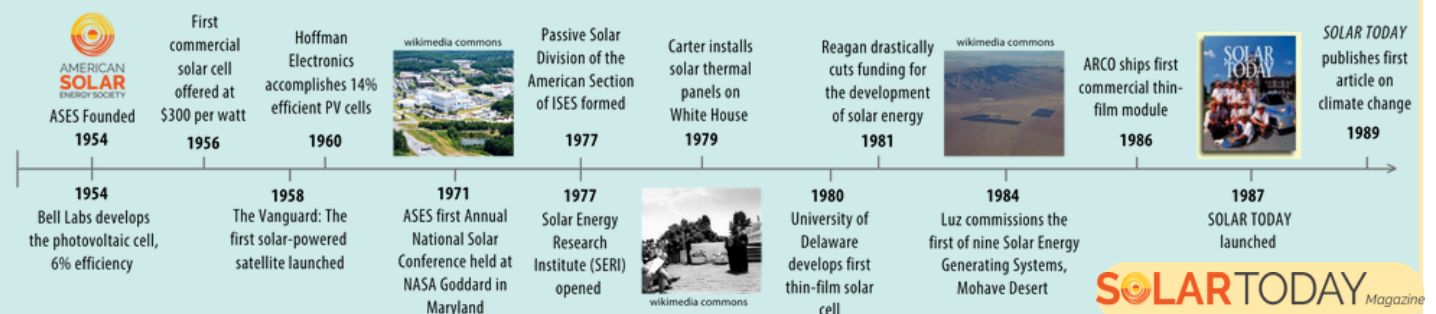 AMERICAN
SOLAR
ENERGY SOCIETY
ASES Founded
1954
First
commercial
solar cell
offered at
$300 per watt
1956
Hoffman
Electronics
accomplishes 14%
efficient PV cells
1960
wikimedia commons
Passive Solar
Division of the
American Section
of ISES formed
1977
Carter installs
solar thermal
panels on
White House
1979
Reagan drastically
cuts funding for
the development
of solar energy
1981
wikimedia commons
ARCO ships first
commercial thin-
film module
1986
SOLAR
TODAY
SOLAR TODAY
publishes first
article on
climate change
1989
1954
Bell Labs develops
the photovoltaic cell,
6% efficiency
1958
The Vanguard: The
first solar-powered
satellite launched
1971
ASES first Annual
National Solar
Conference held at
NASA Goddard in
Maryland
1977
Solar Energy
Research
Institute (SERI)
opened
wikimedia commons
1980
University of
Delaware
develops first
thin-film solar
cell
1984
Luz commissions the
first of nine Solar Energy
Generating Systems,
Mohave Desert
1987
SOLAR TODAY
launched
SOLAR TODAY Magazine